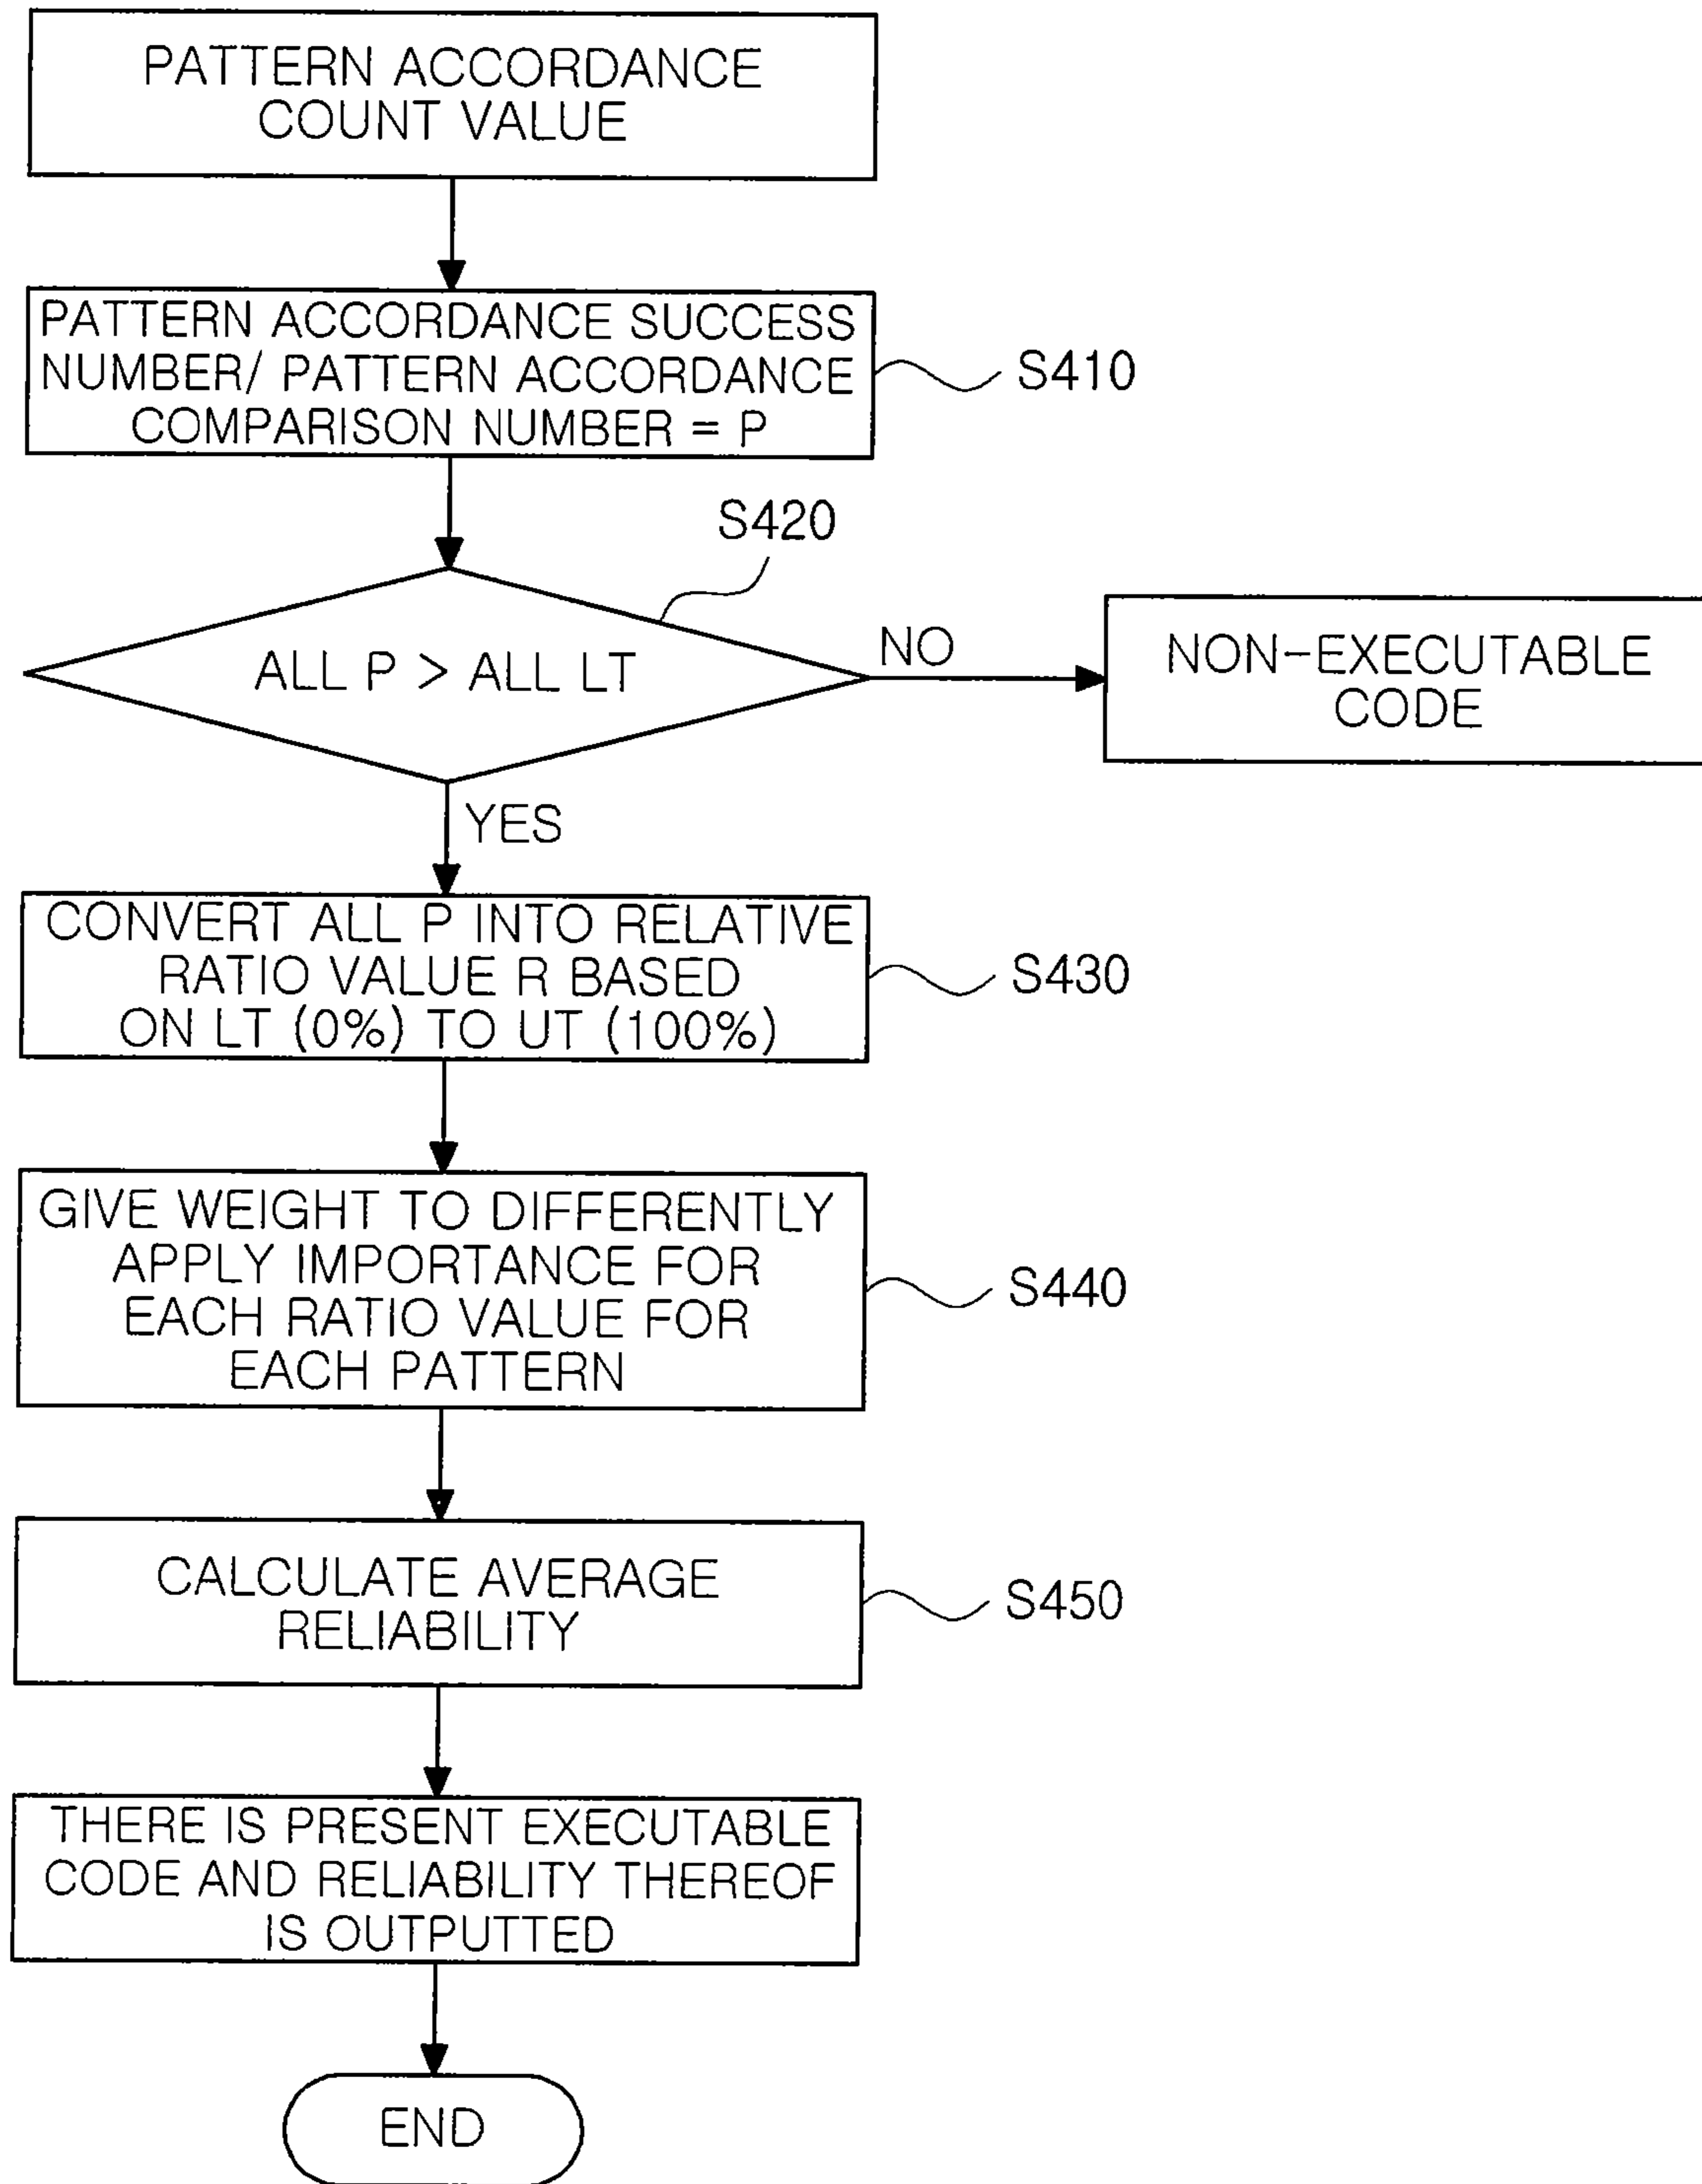 PATTERN ACCORDANCE
COUNT VALUE
PATTERN ACCORDANCE SUCCESS
NUMBER/ PATTERN ACCORDANCE
COMPARISON NUMBER = P
S410
S420
ALL P > ALL LT
NO
NON-EXECUTABLE
CODE
YES
CONVERT ALL P INTO RELATIVE
RATIO VALUE R BASED
ON LT (0%) TO UT (100%)
S430
GIVE WEIGHT TO DIFFERENTLY
APPLY IMPORTANCE FOR
EACH RATIO VALUE FOR
EACH PATTERN
S440
CALCULATE AVERAGE
RELIABILITY
S450
THERE IS PRESENT EXECUTABLE
CODE AND RELIABILITY THEREOF
IS OUTPUTTED
END